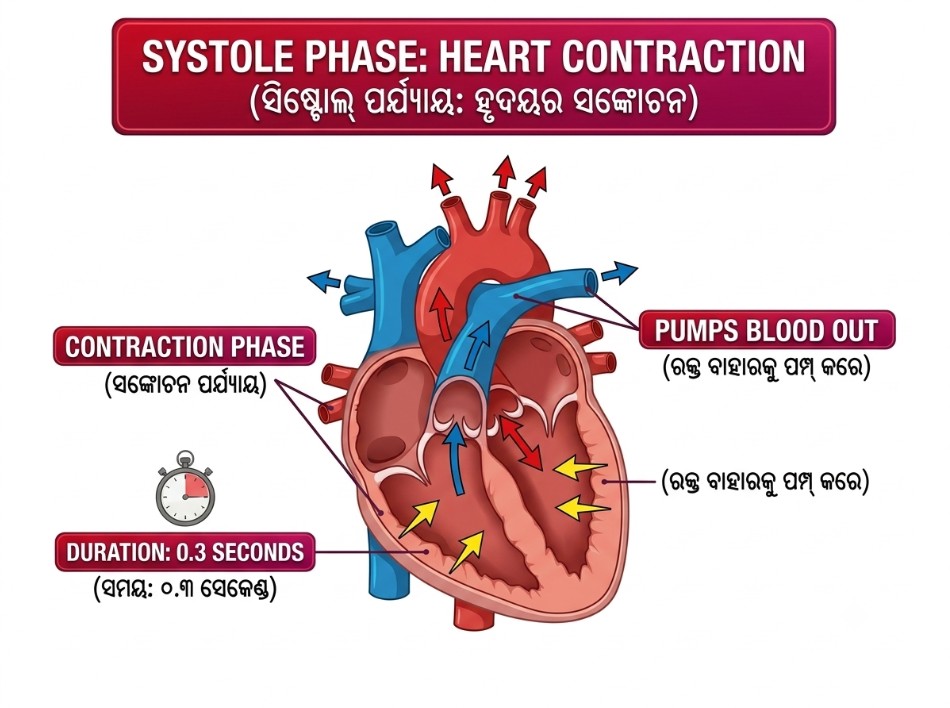 SYSTOLE PHASE: HEART CONTRACTION
(ସିଷ୍ଟୋଲ୍ ପର୍ଯ୍ୟାୟ: ହୃଦୟର ସଙ୍କୋଚନ)
CONTRACTION PHASE
(ସଙ୍କୋଚନ ପର୍ଯ୍ୟାୟ)
PUMPS BLOOD OUT
(ରକ୍ତ ବାହାରକୁ ପମ୍ପ୍ କରେ)
(ରକ୍ତ ବାହାରକୁ ପମ୍ପ୍ କରେ)
DURATION: 0.3 SECONDS
(ସମୟ: ୦.୩ ସେକେଣ୍ଡ)